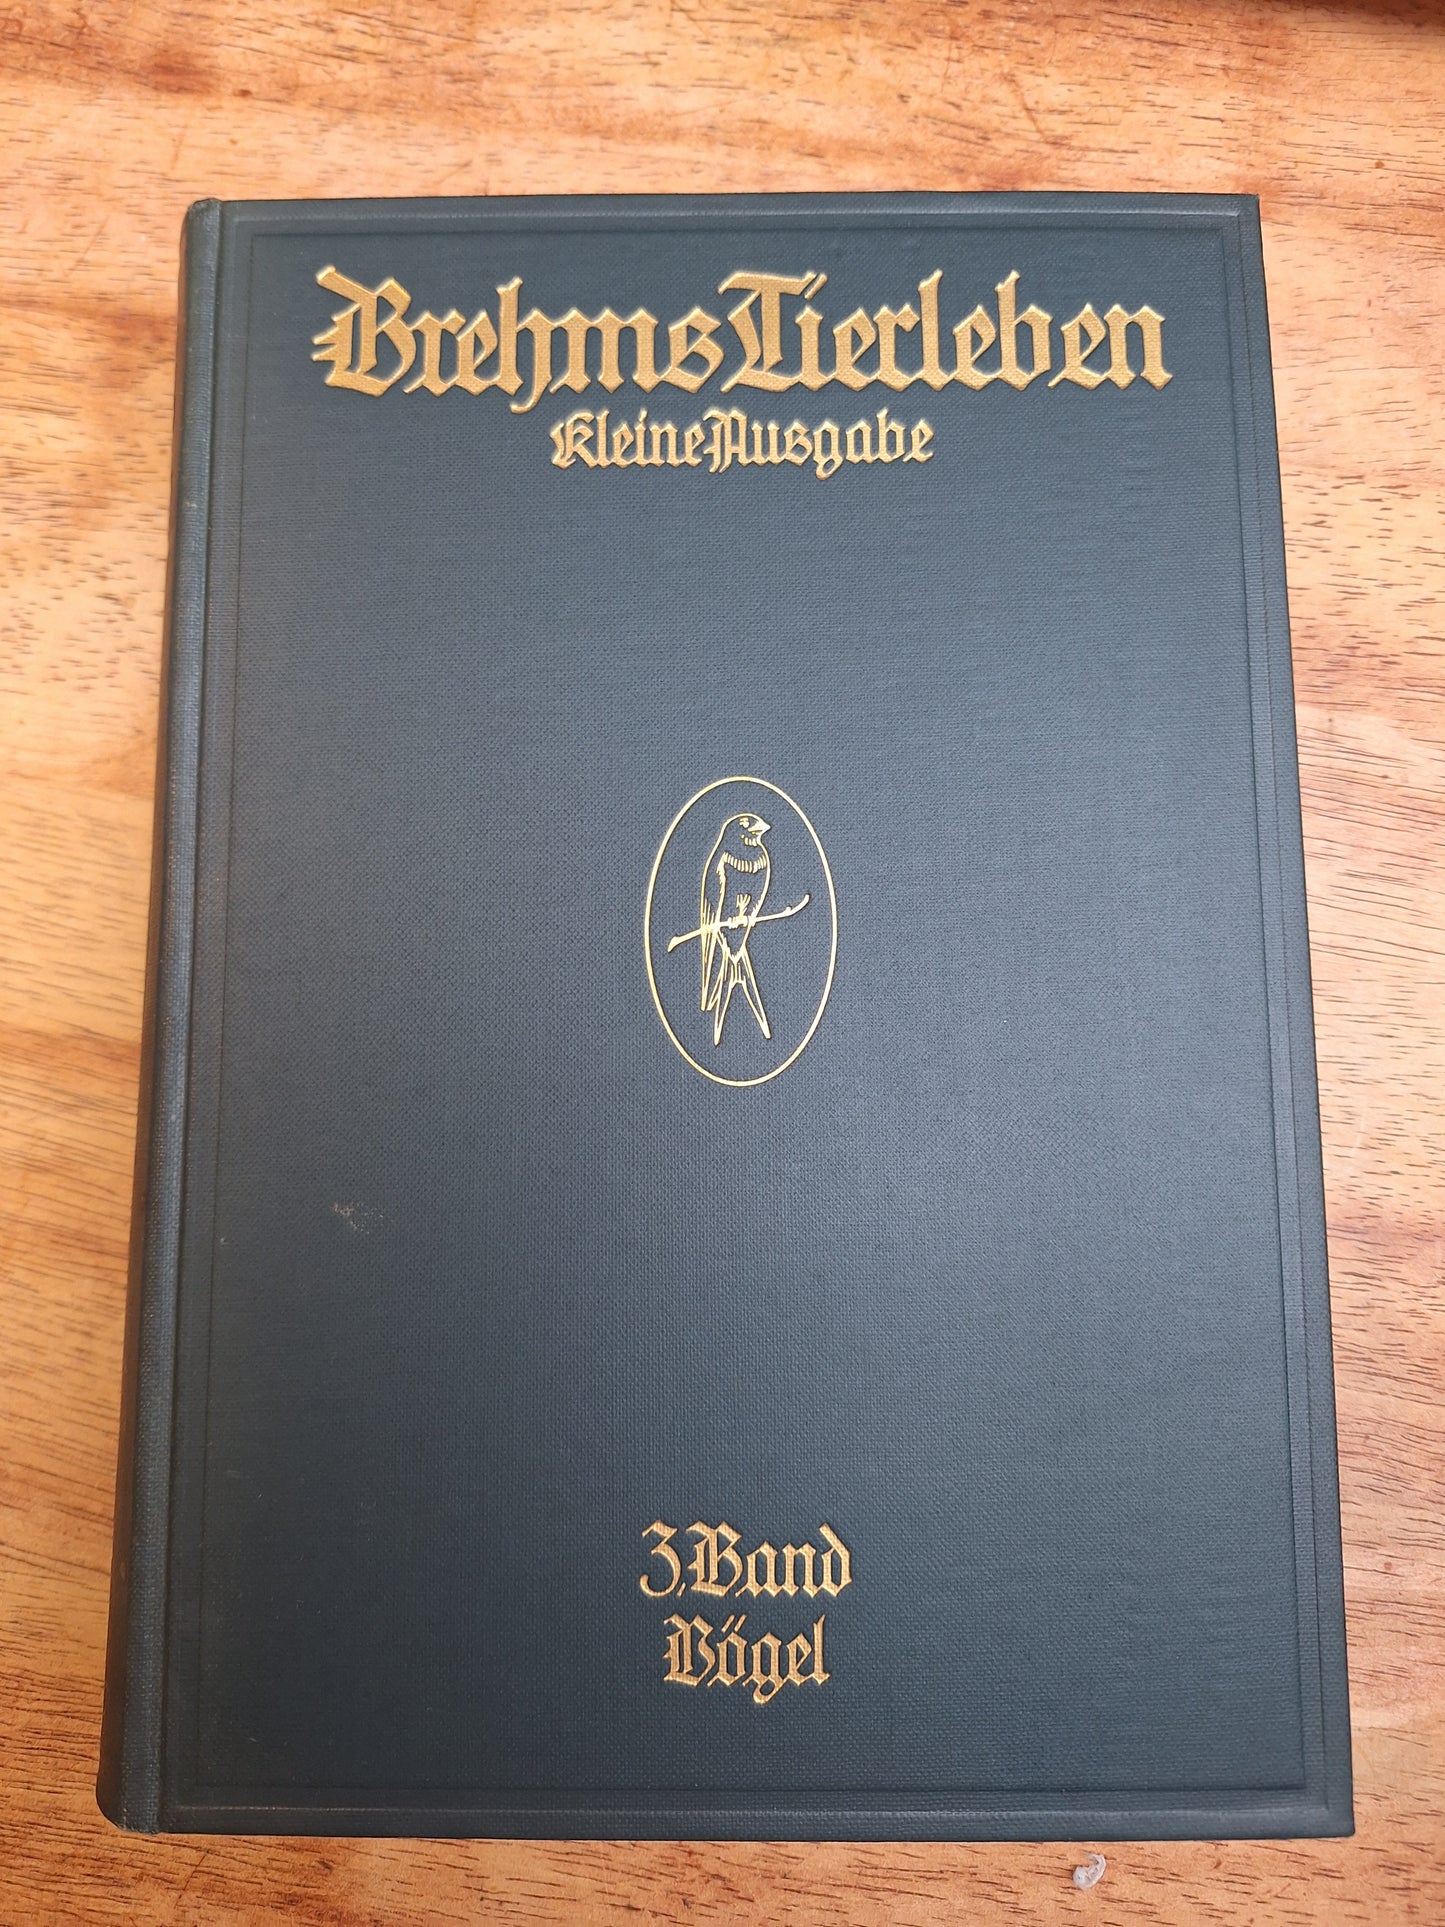 Brehms Tierleben
Kleine Ausgabe
3. Band
Vögel